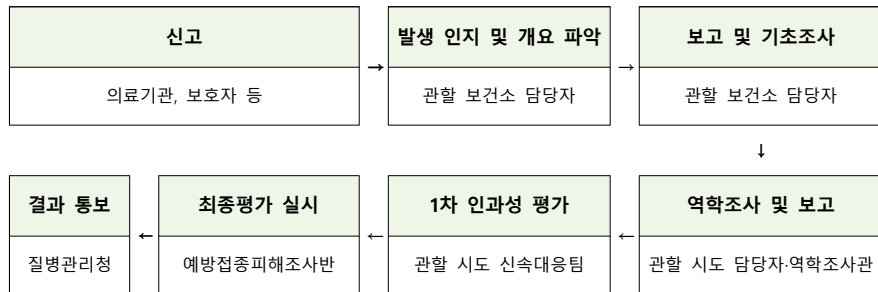 신고
의료기관, 보호자 등
→
발생 인지 및 개요 파악
관할 보건소 담당자
→
보고 및 기초조사
관할 보건소 담당자
↓
역학조사 및 보고
관할 시도 담당자·역학조사관
←
1차 인과성 평가
관할 시도 신속대응팀
←
최종평가 실시
예방접종피해조사반
←
결과 통보
질병관리청